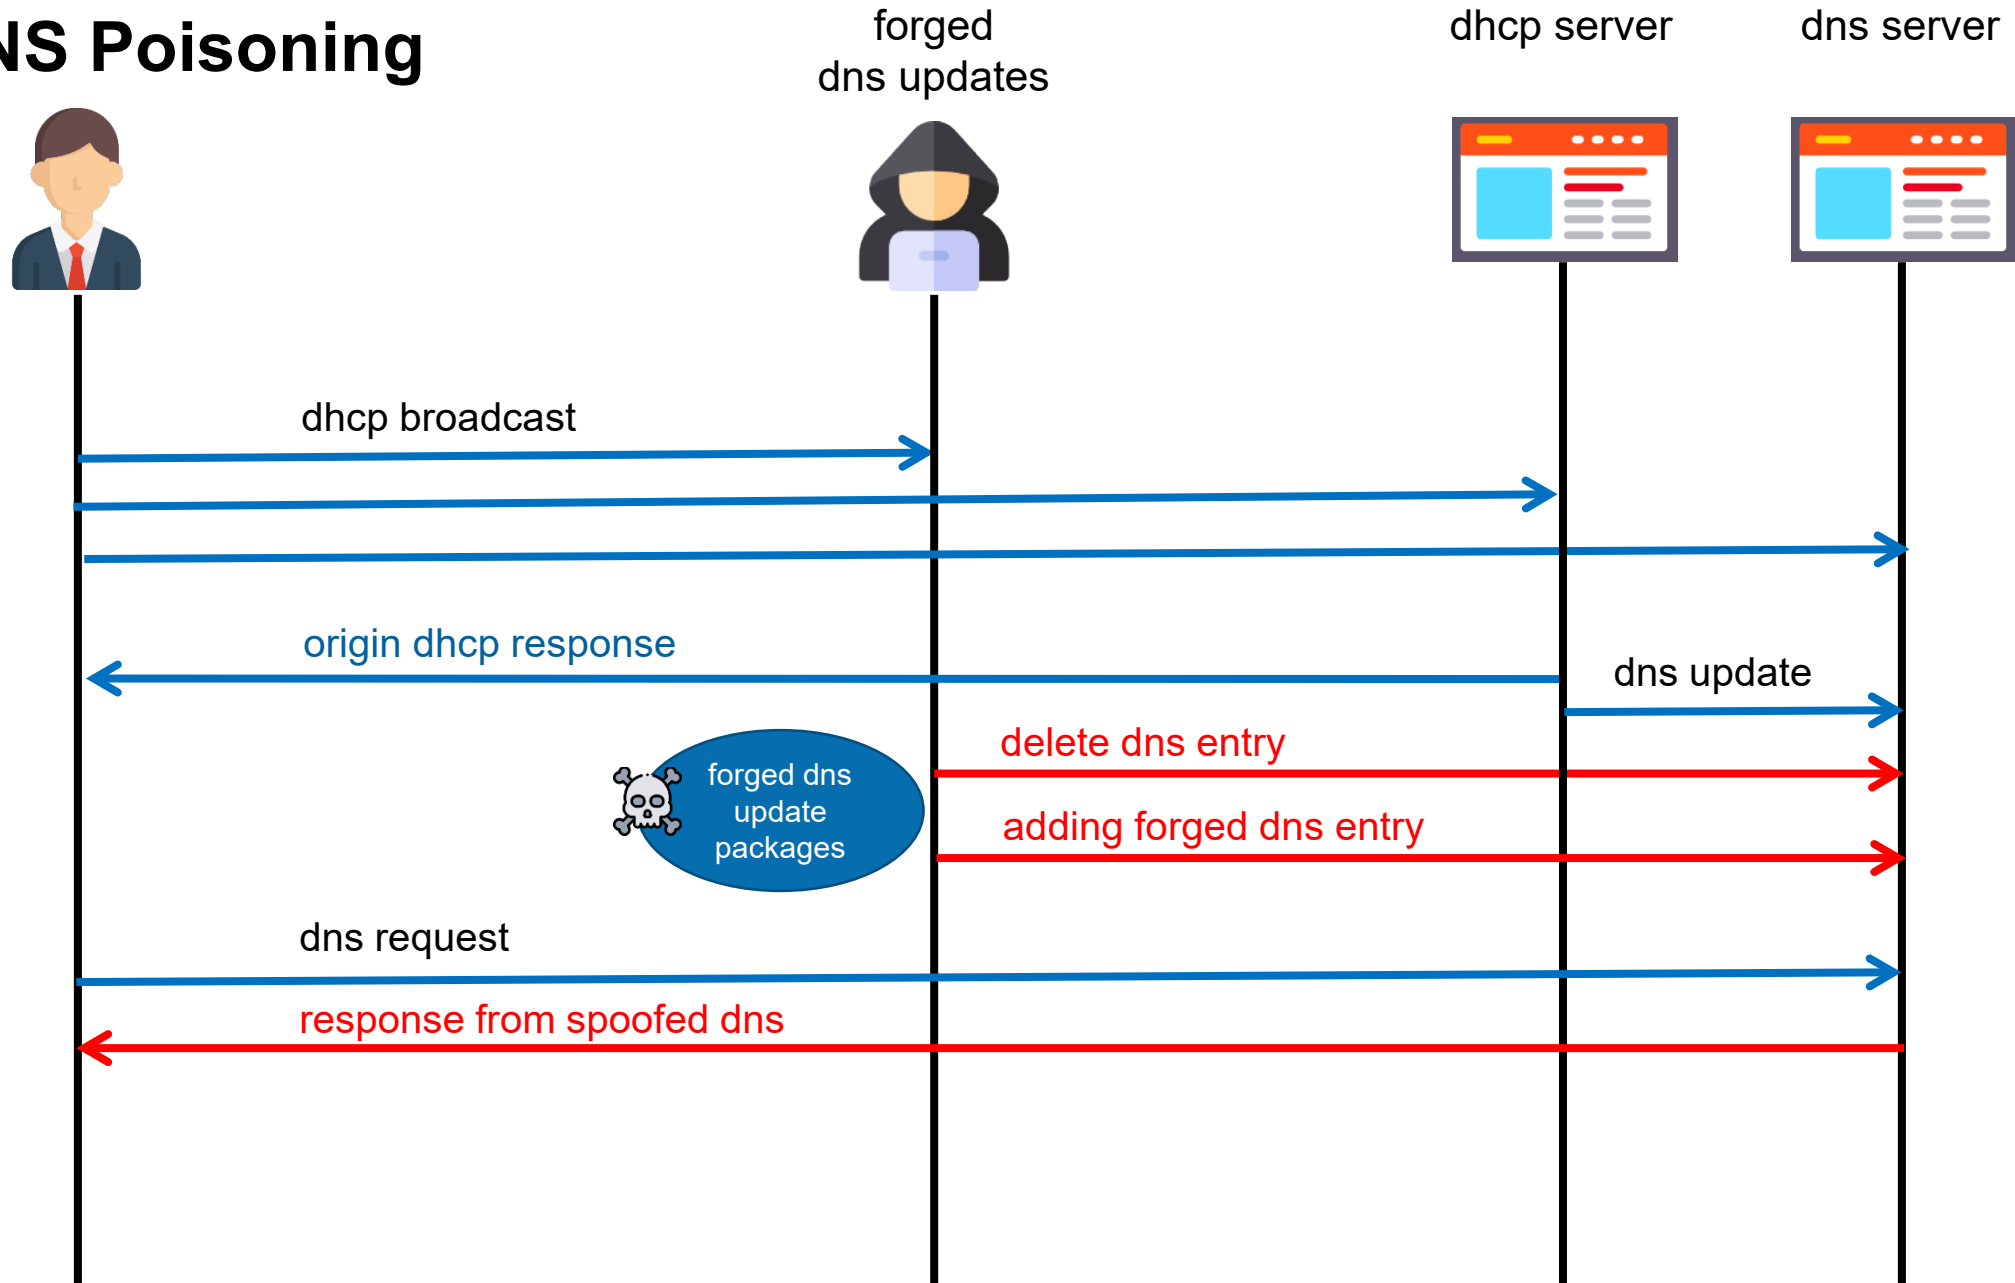 NS Poisoning
forged
dns updates
dhcp server
dns server
dhcp broadcast
origin dhcp response
dns update
delete dns entry
forged dns
update
packages
adding forged dns entry
dns request
response from spoofed dns